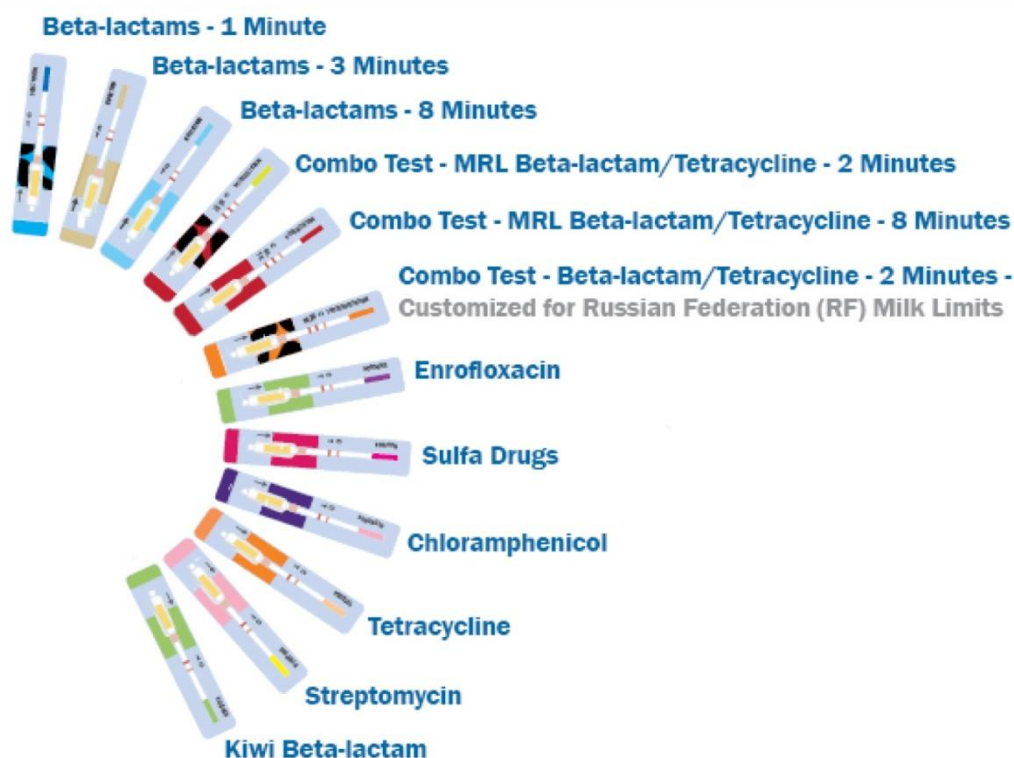 Beta-lactams - 1 Minute
Beta-lactams - 3 Minutes
Beta-lactams - 8 Minutes
Combo Test - MRL Beta-lactam/Tetracycline - 2 Minutes
Combo Test - MRL Beta-lactam/Tetracycline - 8 Minutes
Combo Test - Beta-lactam/Tetracycline - 2 Minutes -
Customized for Russian Federation (RF) Milk Limits
Enrofloxacin
Sulfa Drugs
Chloramphenicol
Tetracycline
Streptomycin
Kiwi Beta-lactam